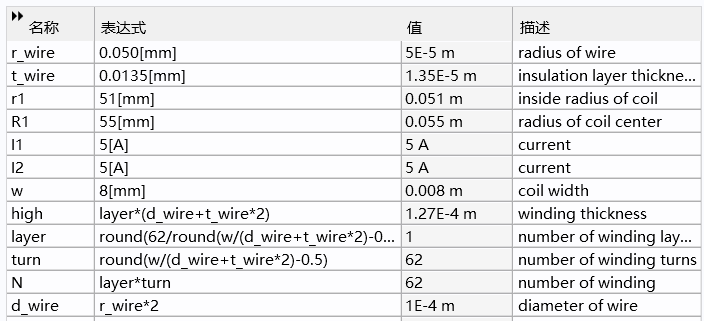 名称 表达式 值 描述
r_wire 0.050[mm] 5E-5 m radius of wire
t_wire 0.0135[mm] 1.35E-5 m insulation layer thickne...
r1 51[mm] 0.051 m inside radius of coil
R1 55[mm] 0.055 m radius of coil center
I1 5[A] 5 A current
I2 5[A] 5 A current
w 8[mm] 0.008 m coil width
high layer*(d_wire+t_wire*2) 1.27E-4 m winding thickness
layer round(62/round(w/(d_wire+t_wire*2)-0... 1 number of winding lay...
turn round(w/(d_wire+t_wire*2)-0.5) 62 number of winding turns
N layer*turn 62 number of winding
d_wire r_wire*2 1E-4 m diameter of wire